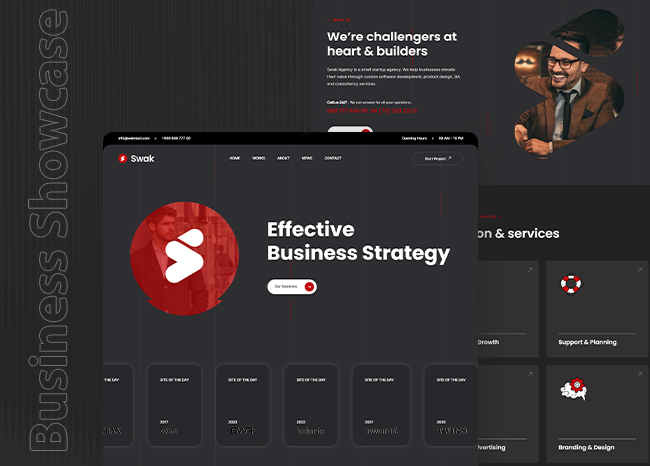 Business Showcase
ABOUT US
We're challengers at
heart & builders
Swak Agency is a small startup agency. We help businesses elevate
their value through custom software development, product design, QA
and consultancy services.
Call us 24/7. We can answer for all your questions.
info@webmail.com
+999 888 777 00
Opening Hours
08 AM - 10 PM
Swak
HOME
WORKS
ABOUT
NEWS
CONTACT
Start Project
Effective
Business Strategy
Our Solutions
on & services
Growth
Support & Planning
vertising
Branding & Design
SITE OF THE DAY
2017
SITE OF THE DAY
2023
SITE OF THE DAY
2022
SITE OF THE DAY
2021
SITE OF THE DAY
2020